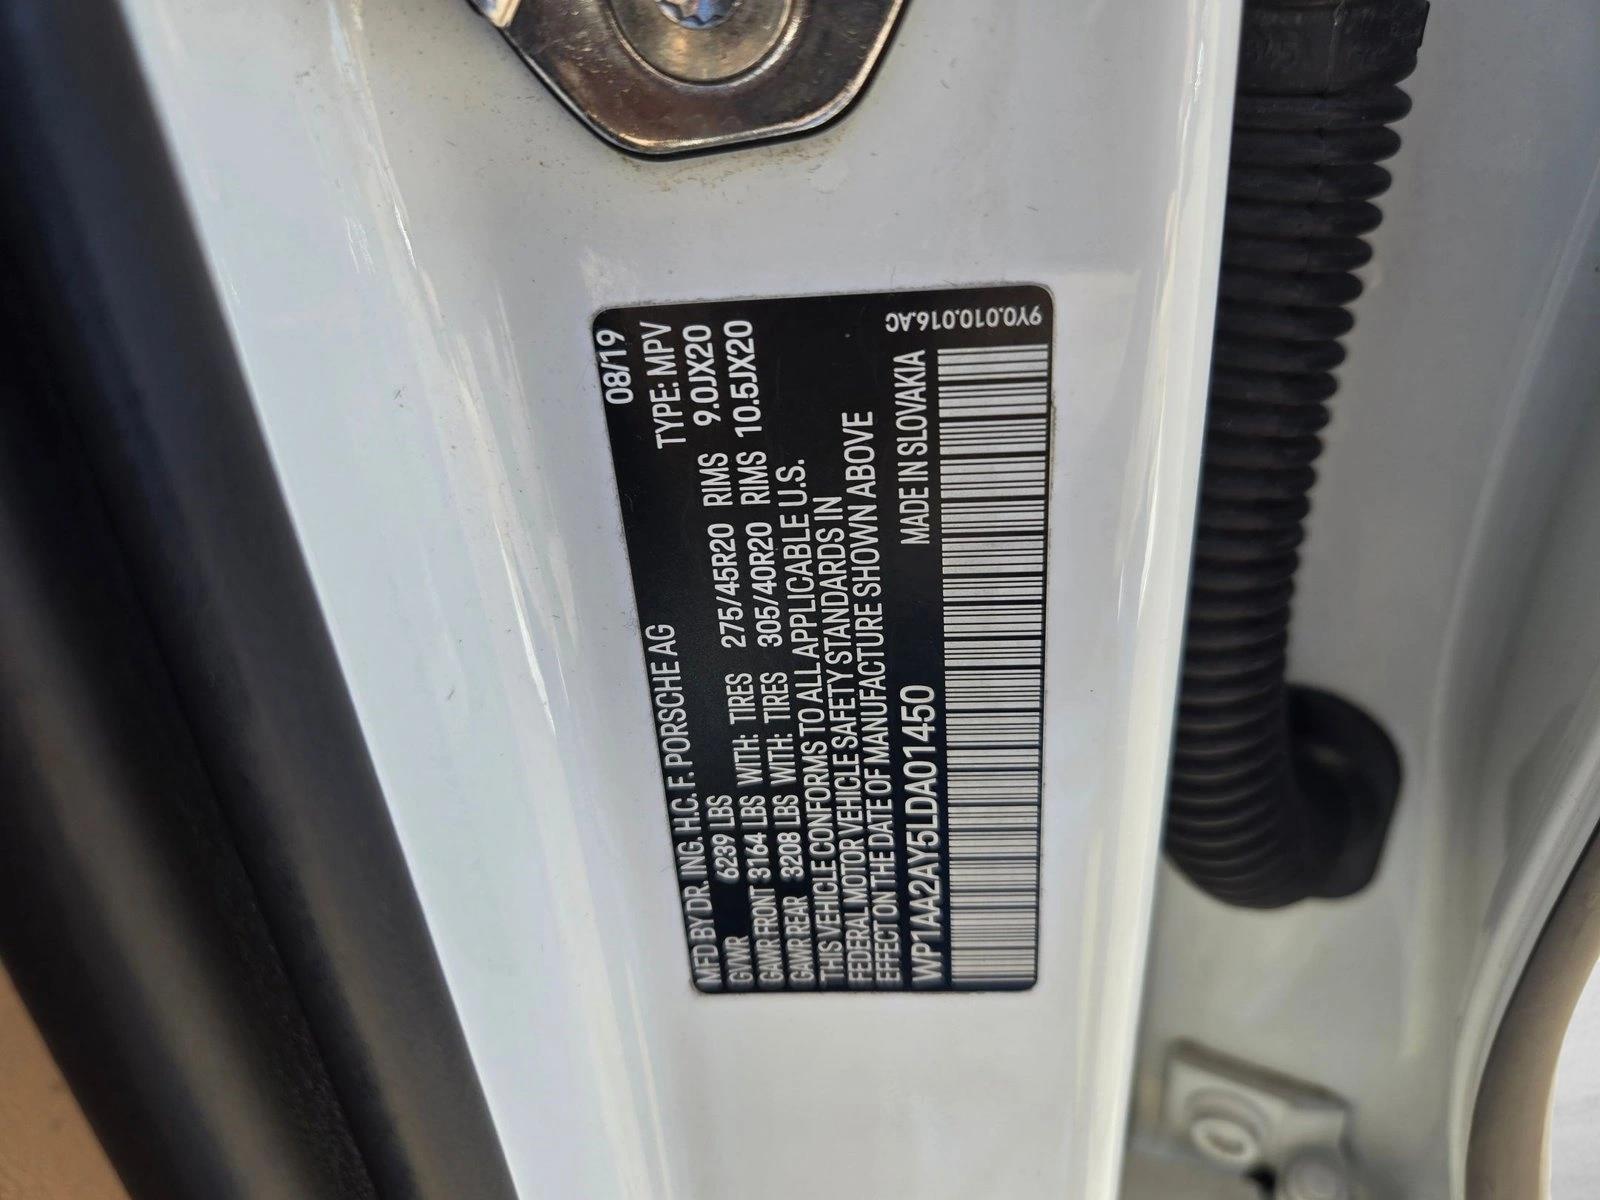 MFD BY DR. ING. H.C. F. PORSCHE AG 08/19
GVWR 6239 LBS TYPE: MPV
GAWR FRONT 3164 LBS WITH: TIRES 275/45R20 RIMS 9.0JX20
GAWR REAR 3208 LBS WITH: TIRES 305/40R20 RIMS 10.5JX20
THIS VEHICLE CONFORMS TO ALL APPLICABLE U.S.
FEDERAL MOTOR VEHICLE SAFETY STANDARDS IN
EFFECT ON THE DATE OF MANUFACTURE SHOWN ABOVE
WP1AA2AY5LDA01450 MADE IN SLOVAKIA
9Y0.010.016.AC